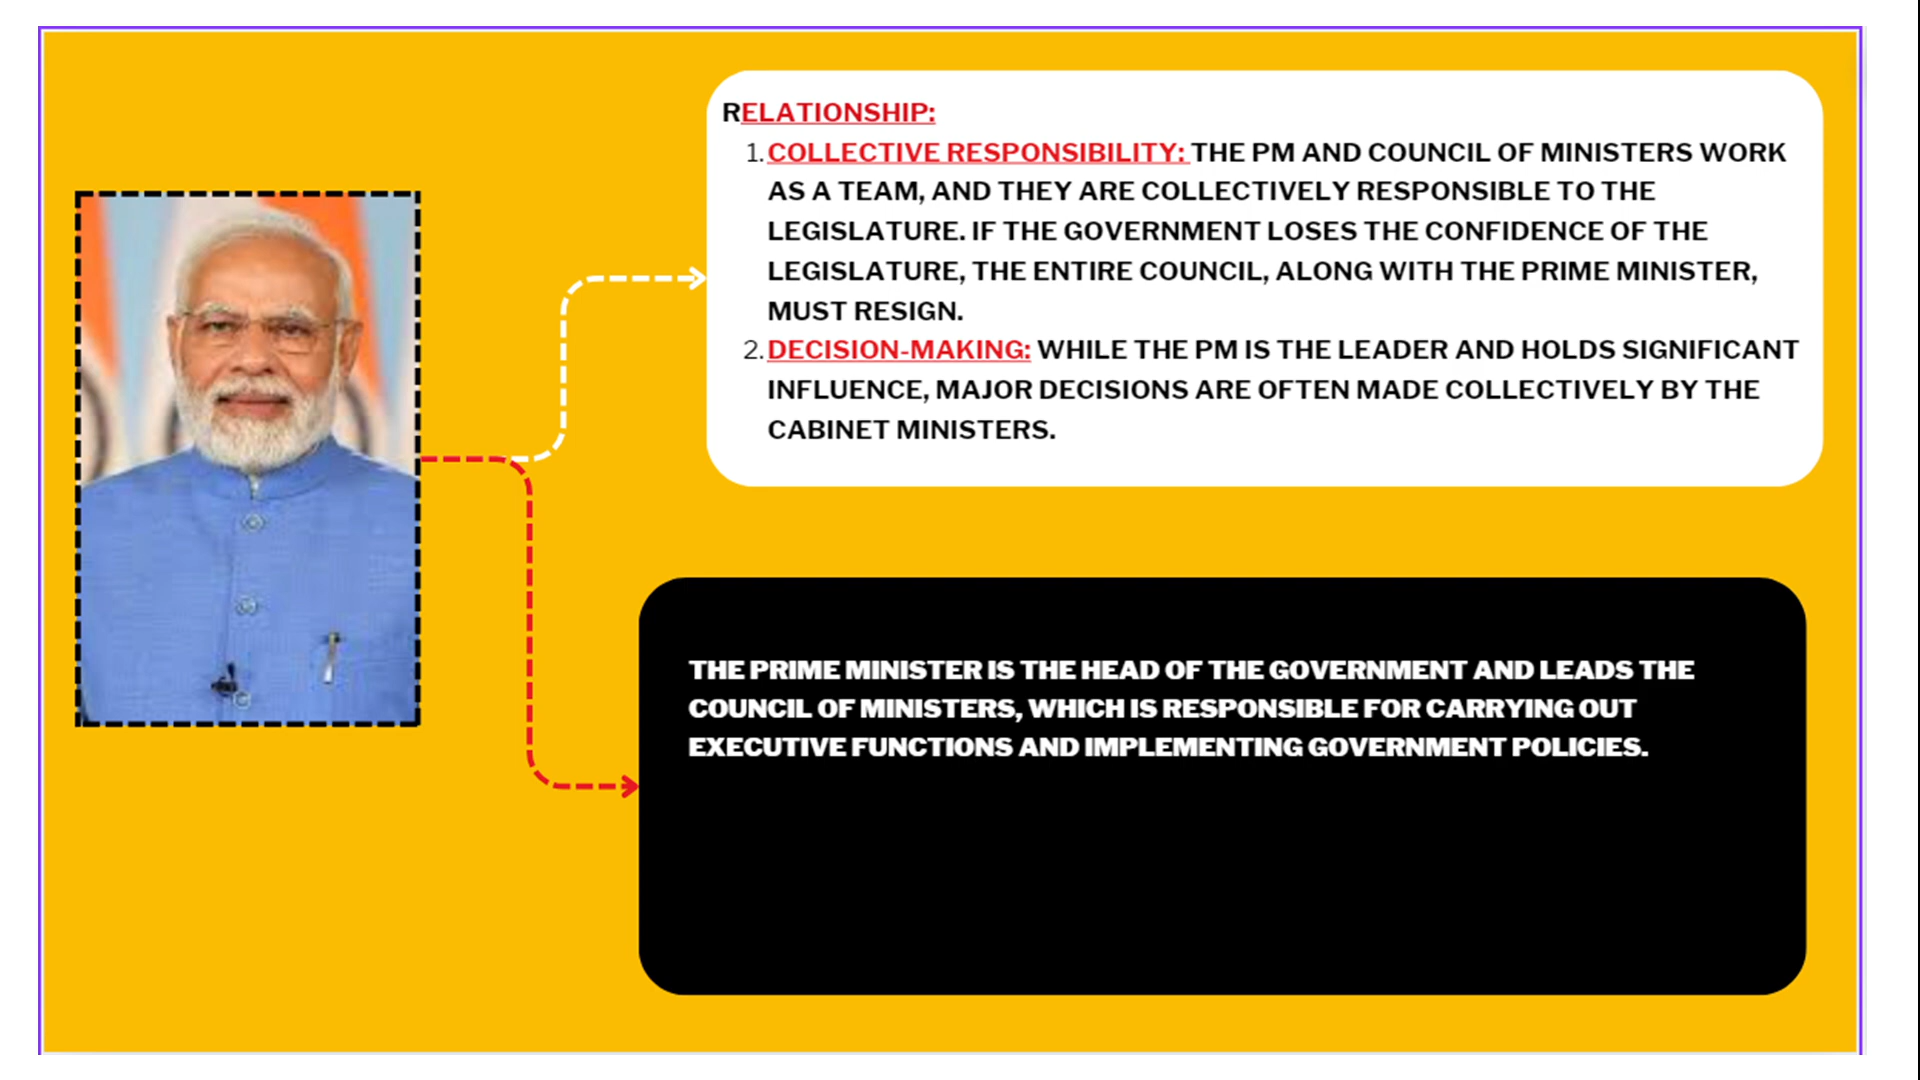 RELATIONSHIP:
1. COLLECTIVE RESPONSIBILITY: THE PM AND COUNCIL OF MINISTERS WORK
AS A TEAM, AND THEY ARE COLLECTIVELY RESPONSIBLE TO THE
LEGISLATURE. IF THE GOVERNMENT LOSES THE CONFIDENCE OF THE
LEGISLATURE, THE ENTIRE COUNCIL, ALONG WITH THE PRIME MINISTER,
MUST RESIGN.
2. DECISION-MAKING: WHILE THE PM IS THE LEADER AND HOLDS SIGNIFICANT
INFLUENCE, MAJOR DECISIONS ARE OFTEN MADE COLLECTIVELY BY THE
CABINET MINISTERS.
THE PRIME MINISTER IS THE HEAD OF THE GOVERNMENT AND LEADS THE
COUNCIL OF MINISTERS, WHICH IS RESPONSIBLE FOR CARRYING OUT
EXECUTIVE FUNCTIONS AND IMPLEMENTING GOVERNMENT POLICIES.